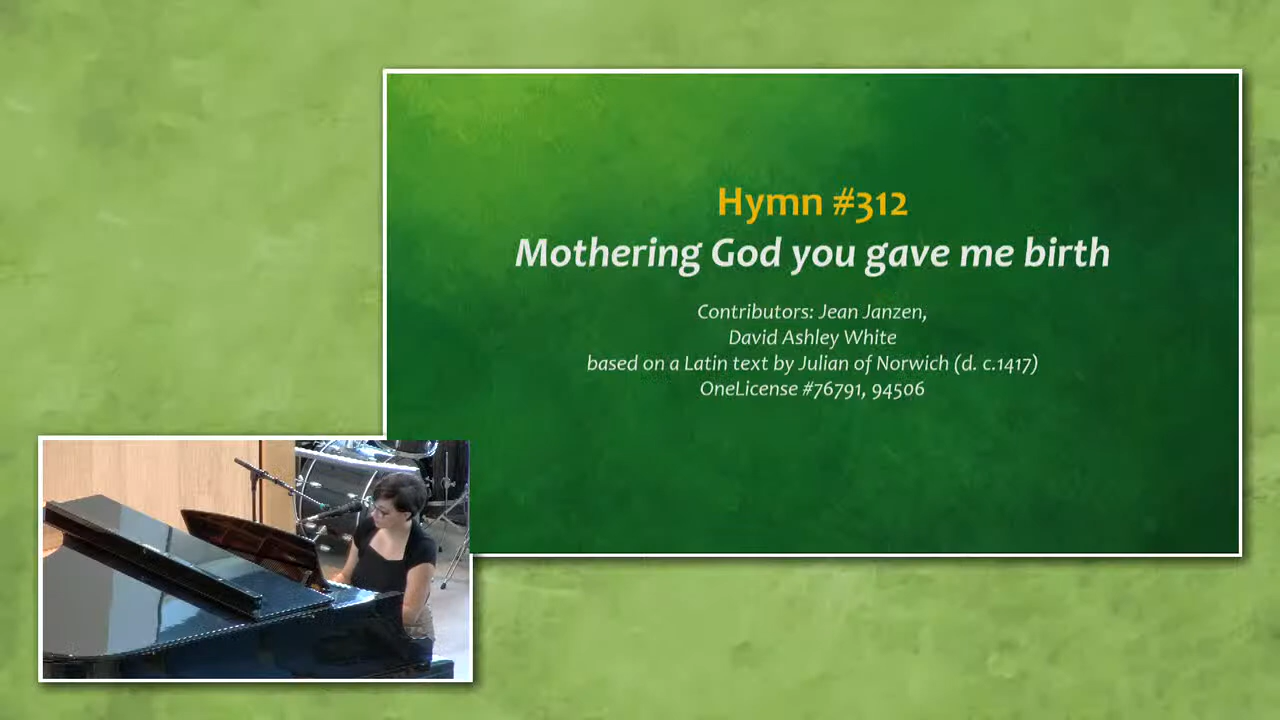 Hymn #312
Mothering God you gave me birth
Contributors: Jean Janzen,
David Ashley White
based on a Latin text by Julian of Norwich (d. c.1417)
OneLicense #76791, 94506